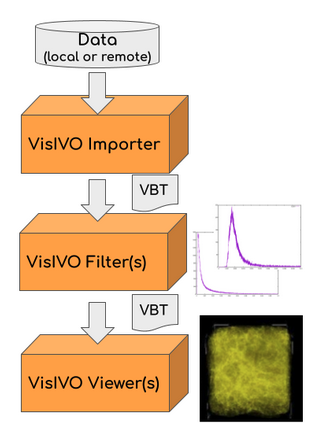 Data
(local or remote)
VisIVO Importer
VBT
VisIVO Filter(s)
VBT
VisIVO Viewer(s)